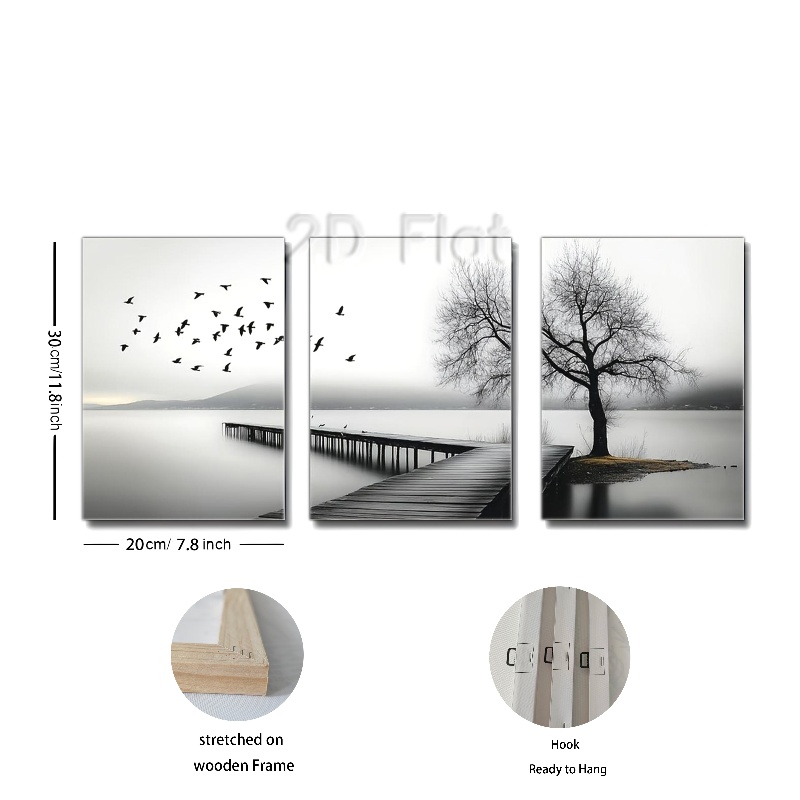 2D Flat
30cm/11.8inch
20cm/ 7.8 inch
stretched on
wooden Frame
Hook
Ready to Hang